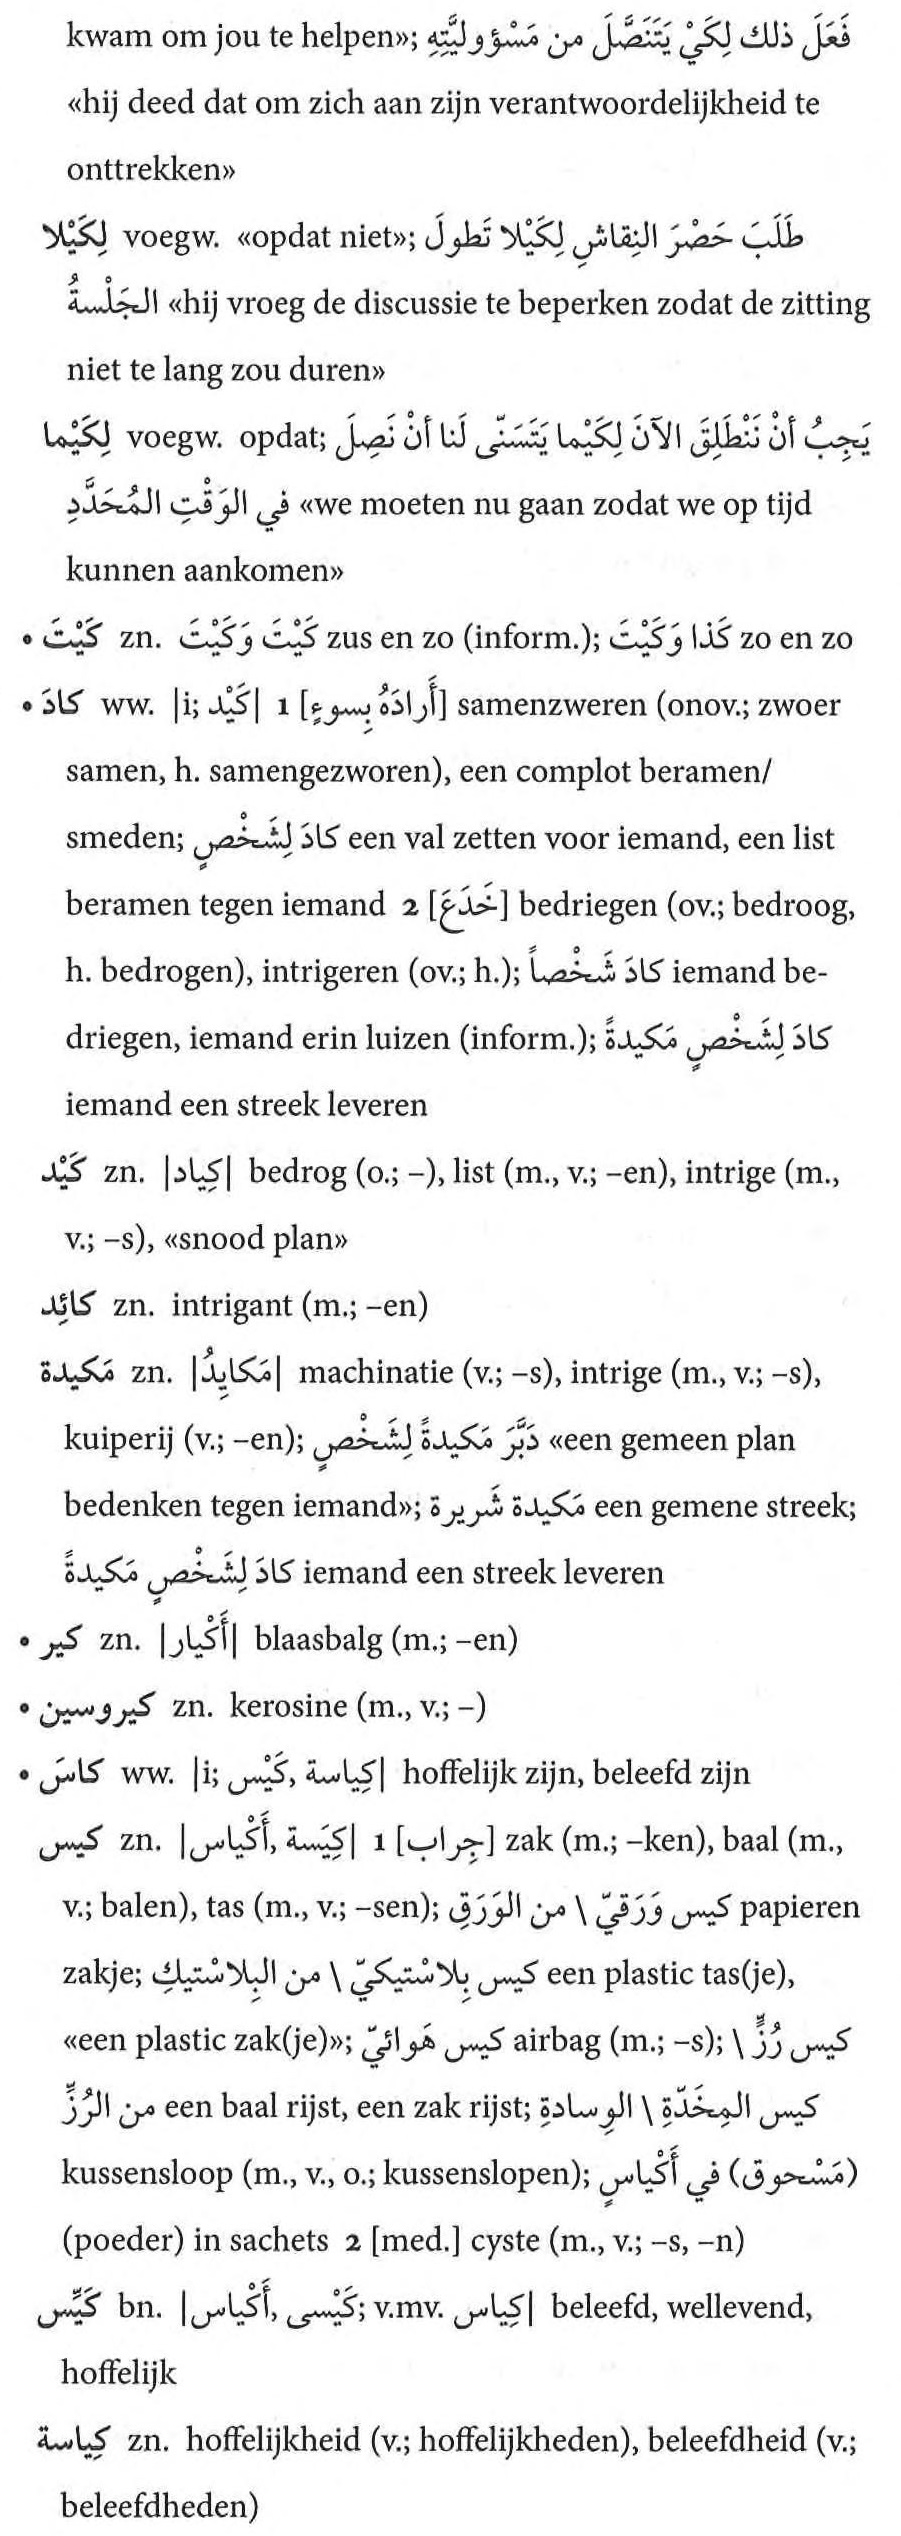 kwam om jou te helpen»; فَعَلَ ذلك لِكَيْ يَتَنَصَّلَ من مَسْؤوليَّتِهِ
«hij deed dat om zich aan zijn verantwoordelijkheid te
onttrekken»
لِكَيْلا voegw. «opdat niet»; طَلَبَ حَصْرَ النِقاشِ لِكَيْلا تَطولَ
الجَلْسةُ «hij vroeg de discussie te beperken zodat de zitting
niet te lang zou duren»
لِكَيْما voegw. opdat; يَجِبُ أنْ نَنْطَلِقَ الآنَ لِكَيْما يَتَسَنّى لَنا أنْ نَصِلَ
في الوَقْتِ المُحَدَّدِ «we moeten nu gaan zodat we op tijd
kunnen aankomen»
• كَيْتَ zn. كَيْتَ وَكَيْتَ zus en zo (inform.); كَذا وَكَيْتَ zo en zo
• كادَ ww. |i; كَيْد| 1 [أَرادَهُ بِسوءٍ] samenzweren (onov.; zwoer
samen, h. samengezworen), een complot beramen/
smeden; كادَ لِشَخْصٍ een val zetten voor iemand, een list
beramen tegen iemand 2 [خَدَعَ] bedriegen (ov.; bedroog,
h. bedrogen), intrigeren (ov.; h.); كادَ شَخْصاً iemand be-
driegen, iemand erin luizen (inform.); كادَ لِشَخْصٍ مَكيدةً
iemand een streek leveren
كَيْد zn. |كِياد| bedrog (o.; –), list (m., v.; –en), intrige (m.,
v.; –s), «snood plan»
كائِد zn. intrigant (m.; –en)
مَكيدة zn. |مَكايِدُ| machinatie (v.; –s), intrige (m., v.; –s),
kuiperij (v.; –en); دَبَّرَ مَكيدةً لِشَخْصٍ «een gemeen plan
bedenken tegen iemand»; مَكيدة شَريرة een gemene streek;
كادَ لِشَخْصٍ مَكيدةً iemand een streek leveren
• كير zn. |أَكْيار| blaasbalg (m.; –en)
• كيروسين zn. kerosine (m., v.; –)
• كاسَ ww. |i; كِياسة, كَيْس| hoffelijk zijn, beleefd zijn
كيس zn. |كِيَسة, أَكْياس| 1 [جِراب] zak (m.; –ken), baal (m.,
v.; balen), tas (m., v.; –sen); كيس وَرَقيّ \ من الوَرَقِ papieren
zakje; كيس بِلاسْتيكيّ \ من البِلاسْتيكِ een plastic tas(je),
«een plastic zak(je)»; كيس هَوائيّ airbag (m.; –s); كيس رُزٍّ \
من الرُزِّ een baal rijst, een zak rijst; كيس المِخَدّةِ \ الوِسادةِ
kussensloop (m., v., o.; kussenslopen); (مَسْحوق) في أَكْياسٍ
(poeder) in sachets 2 [med.] cyste (m., v.; –s, –n)
كَيِّس bn. |كَيْسى, أَكْياس; v.mv. كِياس| beleefd, wellevend,
hoffelijk
كِياسة zn. hoffelijkheid (v.; hoffelijkheden), beleefdheid (v.;
beleefdheden)